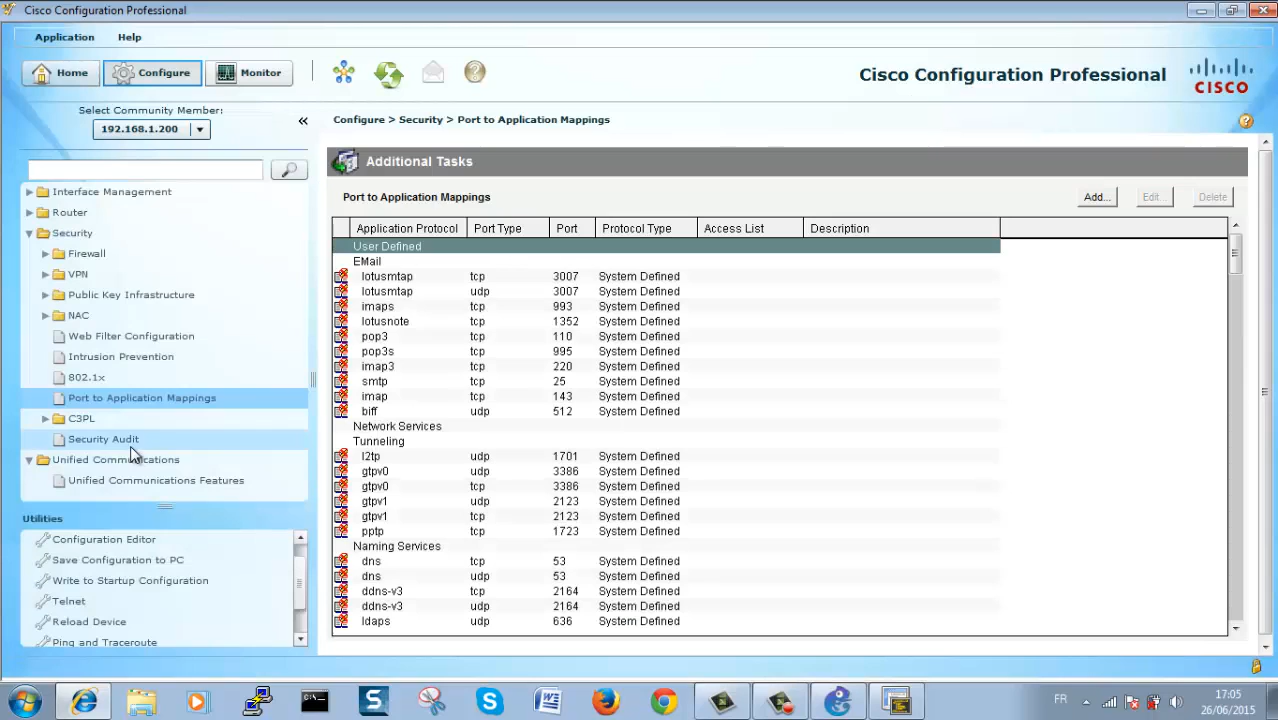 Cisco Configuration Professional
Application Help
Home Configure Monitor
Cisco Configuration Professional
CISCO
Select Community Member:
192.168.1.200
Configure > Security > Port to Application Mappings
Interface Management
Router
Security
Firewall
VPN
Public Key Infrastructure
NAC
Web Filter Configuration
Intrusion Prevention
802.1x
Port to Application Mappings
C3PL
Security Audit
Unified Communications
Unified Communications Features
Utilities
Configuration Editor
Save Configuration to PC
Write to Startup Configuration
Telnet
Reload Device
Ping and Traceroute
Additional Tasks
Port to Application Mappings
Add... Edit... Delete
Application Protocol Port Type Port Protocol Type Access List Description
User Defined
EMail
lotusmtap tcp 3007 System Defined
lotusmtap udp 3007 System Defined
imaps tcp 993 System Defined
lotusnote tcp 1352 System Defined
pop3 tcp 110 System Defined
pop3s tcp 995 System Defined
imap3 tcp 220 System Defined
smtp tcp 25 System Defined
imap tcp 143 System Defined
biff udp 512 System Defined
Network Services
Tunneling
l2tp udp 1701 System Defined
gtpv0 udp 3386 System Defined
gtpv0 tcp 3386 System Defined
gtpv1 udp 2123 System Defined
gtpv1 tcp 2123 System Defined
pptp tcp 1723 System Defined
Naming Services
dns tcp 53 System Defined
dns udp 53 System Defined
ddns-v3 tcp 2164 System Defined
ddns-v3 udp 2164 System Defined
ldaps udp 636 System Defined
FR
17:05
26/06/2015